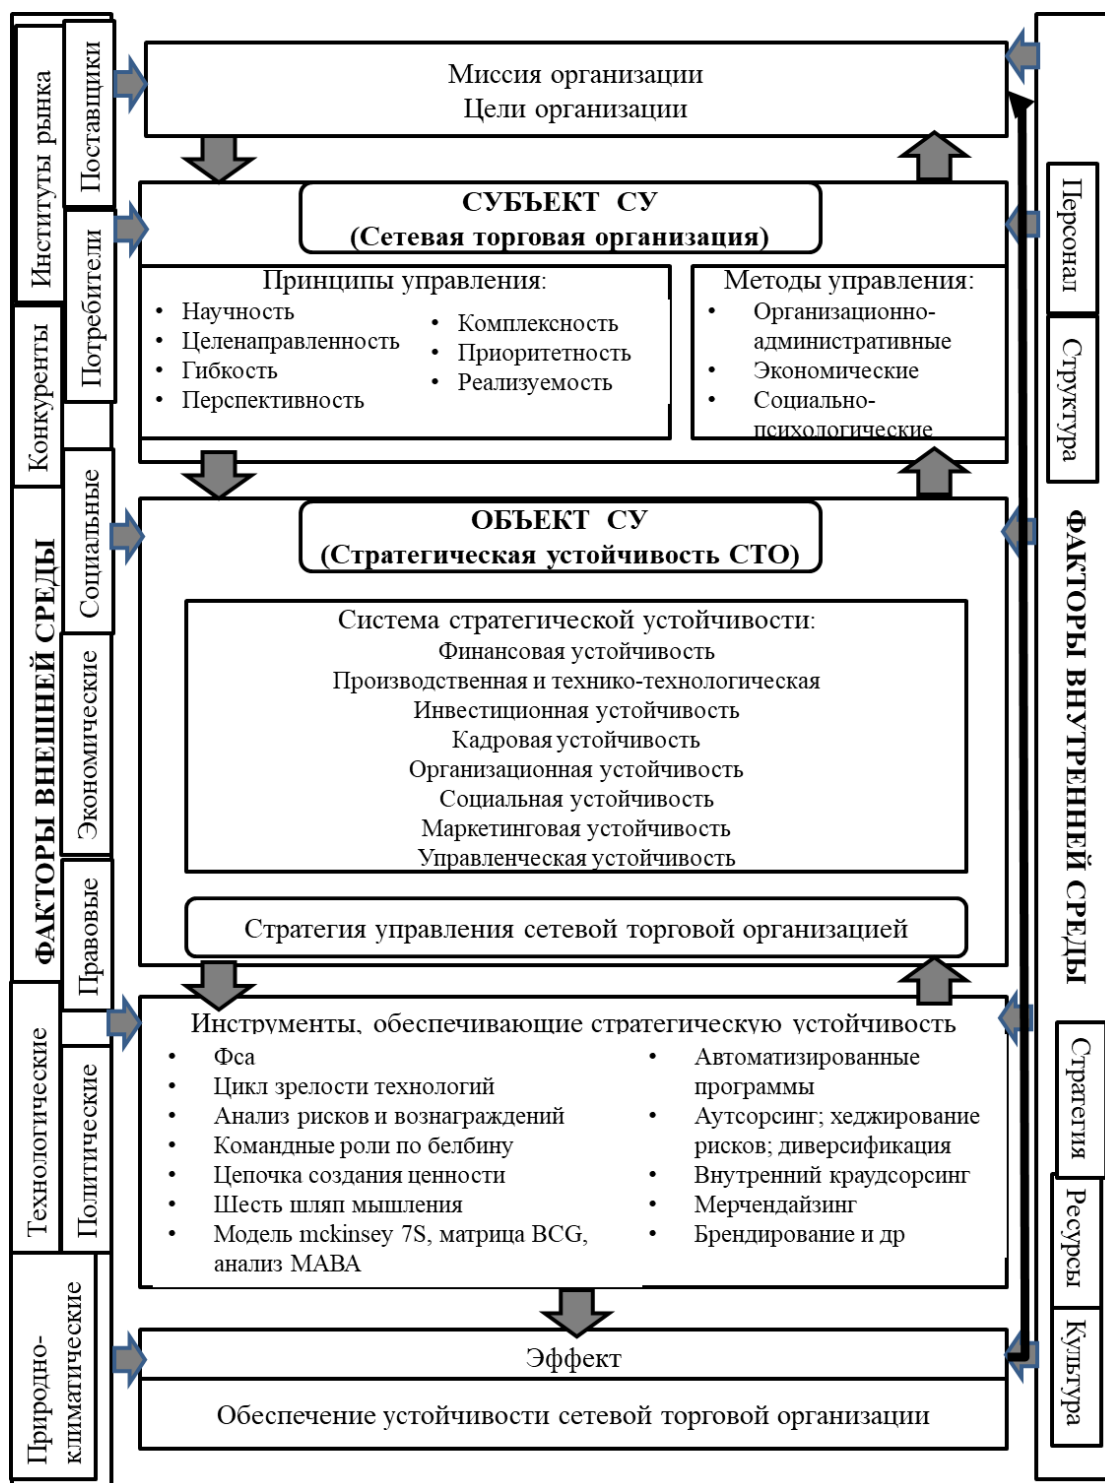 Миссия организации
Цели организации
СУБЪЕКТ СУ
(Сетевая торговая организация)
Принципы управления:
• Научность
• Целенаправленность
• Гибкость
• Перспективность
• Комплексность
• Приоритетность
• Реализуемость
Методы управления:
• Организационно-
административные
• Экономические
• Социально-
психологические
ОБЪЕКТ СУ
(Стратегическая устойчивость СТО)
Система стратегической устойчивости:
Финансовая устойчивость
Производственная и технико-технологическая
Инвестиционная устойчивость
Кадровая устойчивость
Организационная устойчивость
Социальная устойчивость
Маркетинговая устойчивость
Управленческая устойчивость
Стратегия управления сетевой торговой организацией
Инструменты, обеспечивающие стратегическую устойчивость
• Фса
• Цикл зрелости технологий
• Анализ рисков и вознаграждений
• Командные роли по белбину
• Цепочка создания ценности
• Шесть шляп мышления
• Модель mckinsey 7S, матрица BCG,
анализ MABA
• Автоматизированные
программы
• Аутсорсинг; хеджирование
рисков; диверсификация
• Внутренний краудсорсинг
• Мерчендайзинг
• Брендирование и др
Эффект
Обеспечение устойчивости сетевой торговой организации
ФАКТОРЫ ВНЕШНЕЙ СРЕДЫ
Институты рынка
Поставщики
Потребители
Конкуренты
Социальные
Экономические
Правовые
Технологические
Политические
Природно-
климатические
ФАКТОРЫ ВНУТРЕННЕЙ СРЕДЫ
Персонал
Структура
Стратегия
Ресурсы
Культура